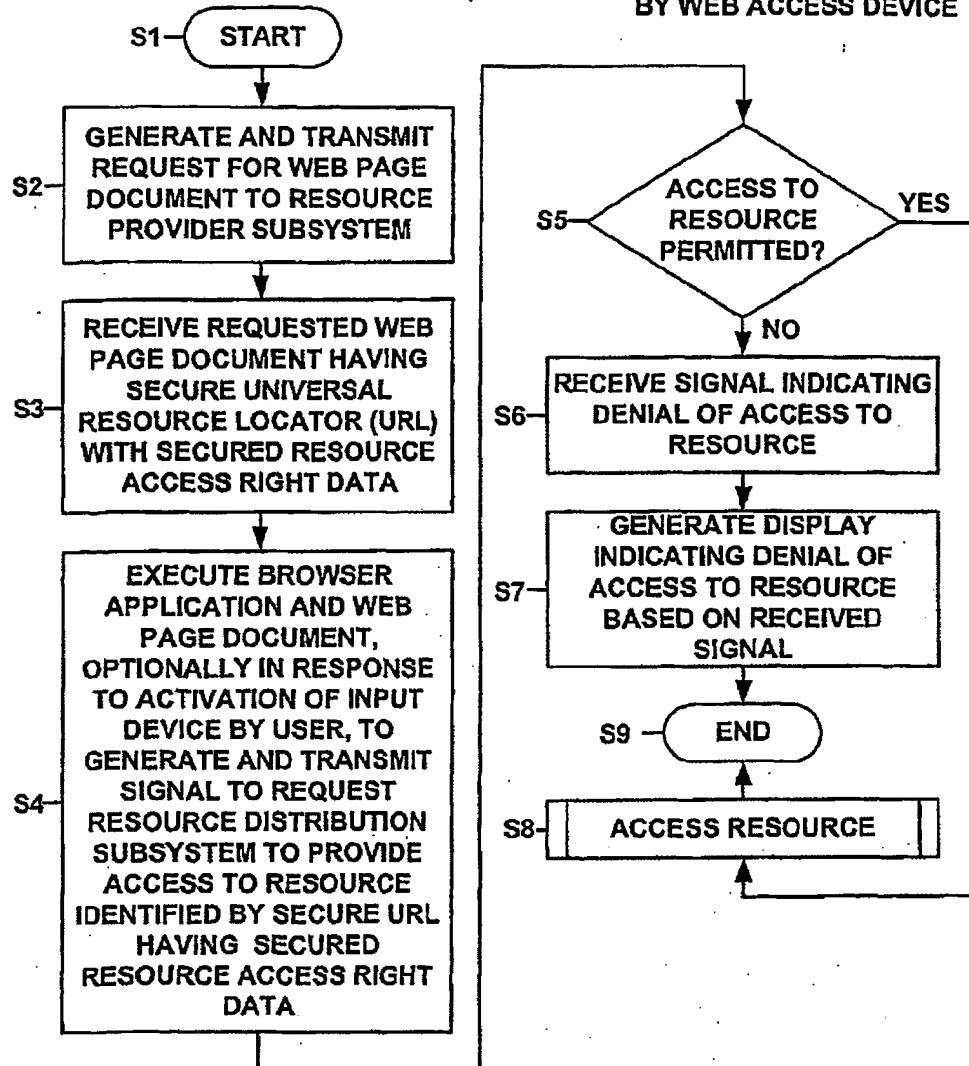 BY WEB ACCESS DEVICE
S1
START
S2
GENERATE AND TRANSMIT
REQUEST FOR WEB PAGE
DOCUMENT TO RESOURCE
PROVIDER SUBSYSTEM
S3
RECEIVE REQUESTED WEB
PAGE DOCUMENT HAVING
SECURE UNIVERSAL
RESOURCE LOCATOR (URL)
WITH SECURED RESOURCE
ACCESS RIGHT DATA
S4
EXECUTE BROWSER
APPLICATION AND WEB
PAGE DOCUMENT,
OPTIONALLY IN RESPONSE
TO ACTIVATION OF INPUT
DEVICE BY USER, TO
GENERATE AND TRANSMIT
SIGNAL TO REQUEST
RESOURCE DISTRIBUTION
SUBSYSTEM TO PROVIDE
ACCESS TO RESOURCE
IDENTIFIED BY SECURE URL
HAVING SECURED
RESOURCE ACCESS RIGHT
DATA
S5
ACCESS TO
RESOURCE
PERMITTED?
YES
NO
S6
RECEIVE SIGNAL INDICATING
DENIAL OF ACCESS TO
RESOURCE
S7
GENERATE DISPLAY
INDICATING DENIAL OF
ACCESS TO RESOURCE
BASED ON RECEIVED
SIGNAL
S9
END
S8
ACCESS RESOURCE